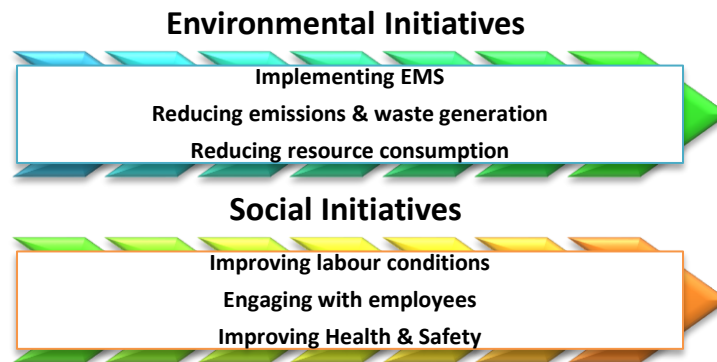 Environmental Initiatives
Implementing EMS
Reducing emissions & waste generation
Reducing resource consumption
Social Initiatives
Improving labour conditions
Engaging with employees
Improving Health & Safety